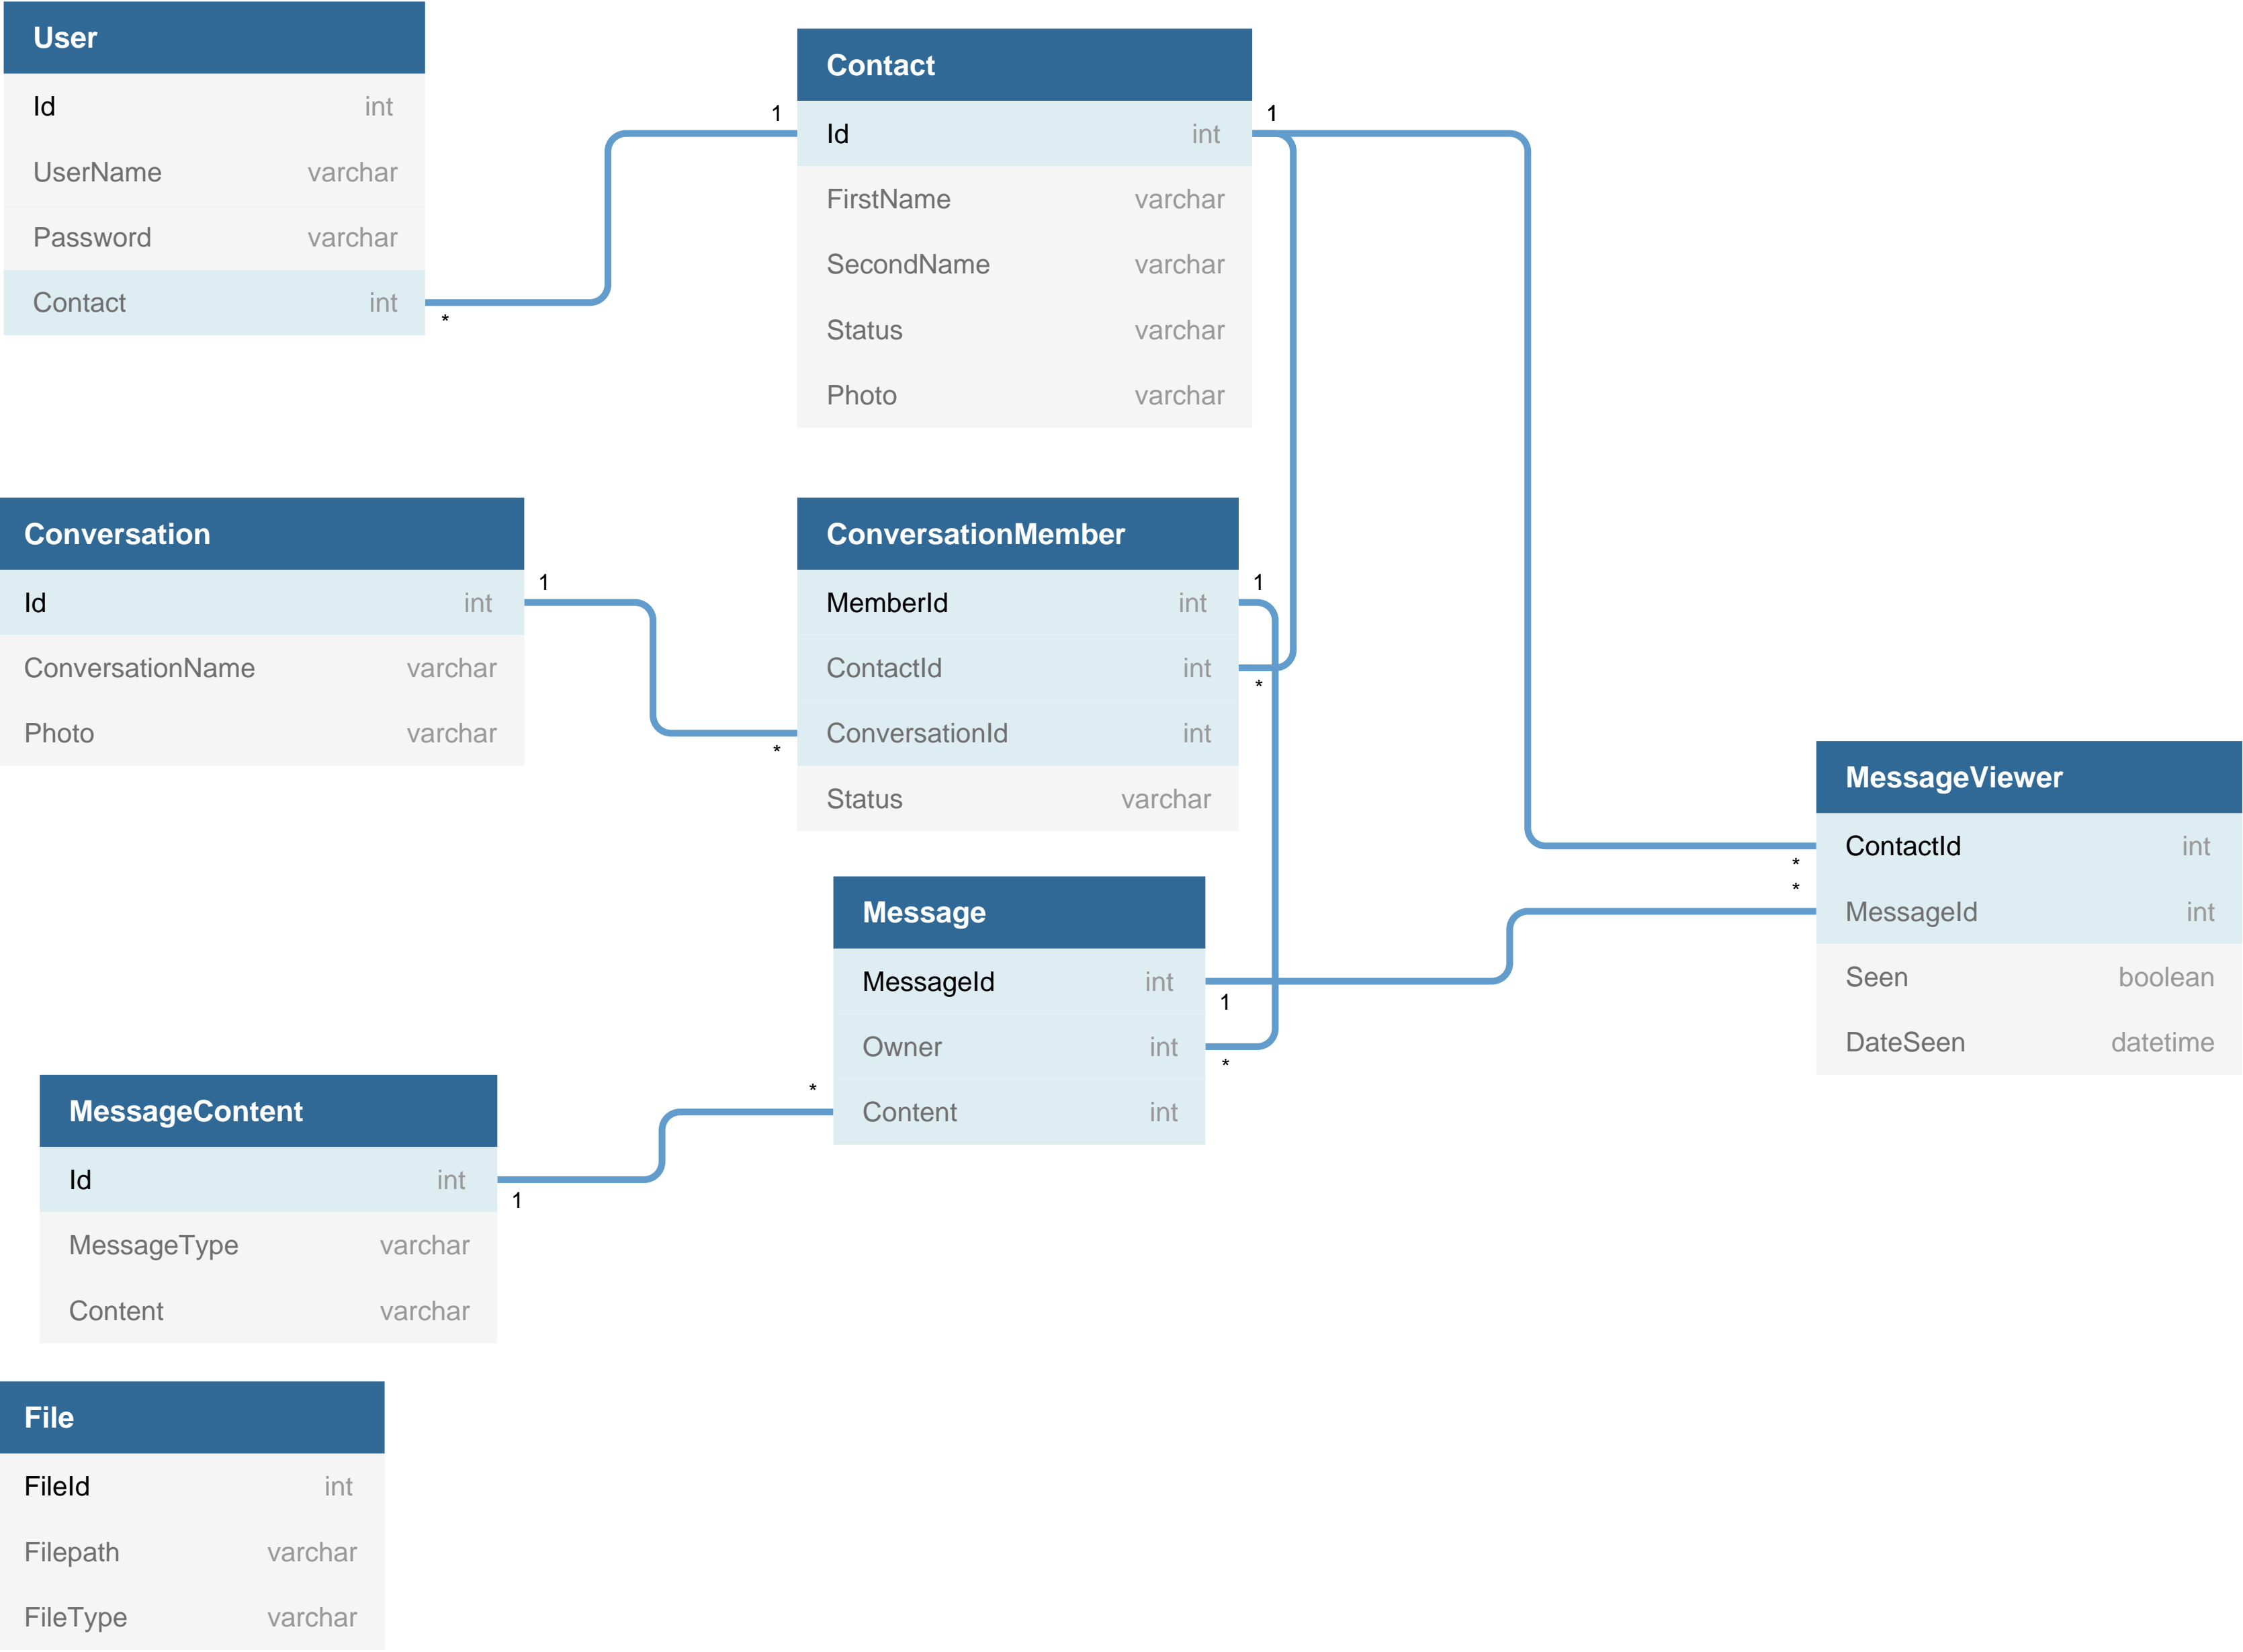 User
Id int
UserName varchar
Password varchar
Contact int
*
1
Contact
1
Id int
FirstName varchar
SecondName varchar
Status varchar
Photo varchar
Conversation
1
Id int
ConversationName varchar
Photo varchar
*
ConversationMember
1
MemberId int
ContactId int
*
ConversationId int
Status varchar
MessageViewer
*
*
ContactId int
MessageId int
Seen boolean
DateSeen datetime
Message
MessageId int
1
Owner int
*
*
Content int
MessageContent
Id int
1
MessageType varchar
Content varchar
File
FileId int
Filepath varchar
FileType varchar